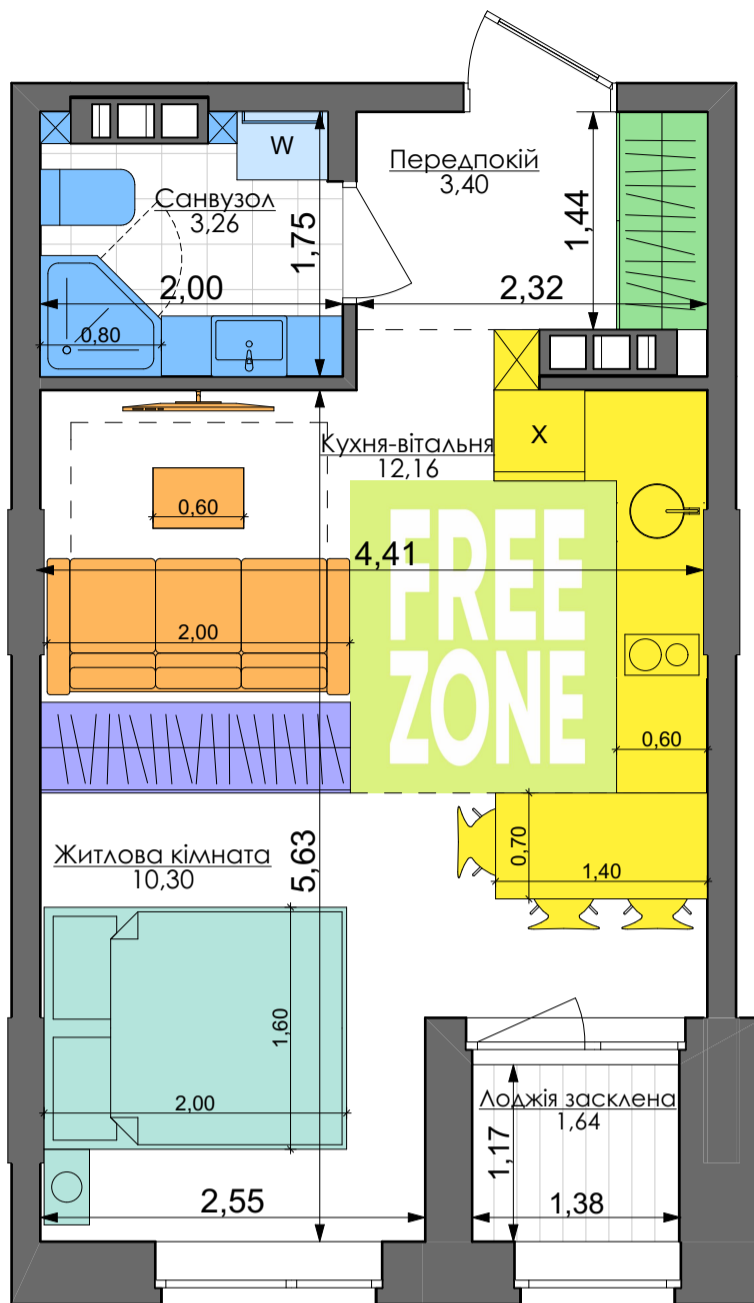 W
Передпокій
3,40
Санвузол
3,26
1,75
1,44
2,00
2,32
0,80
Кухня-вітальня
12,16
X
0,60
FREE
ZONE
4,41
2,00
0,60
0,70
1,40
Житлова кімната
10,30
5,63
1,60
2,00
Лоджія засклена
1,64
1,17
2,55
1,38